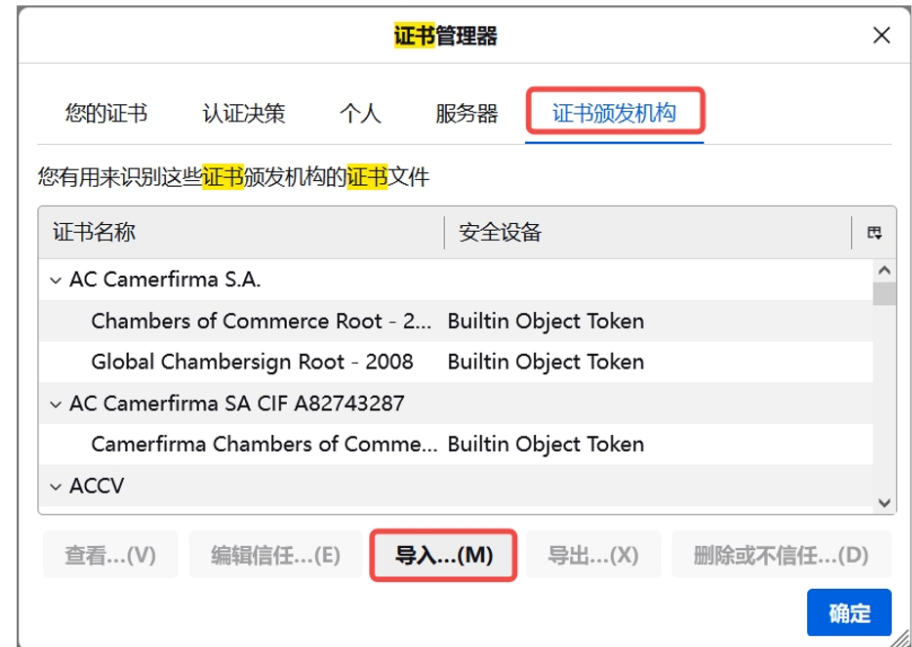 证书管理器
您的证书 认证决策 个人 服务器 证书颁发机构
您有用来识别这些证书颁发机构的证书文件
证书名称 安全设备
AC Camerfirma S.A.
Chambers of Commerce Root - 2... Builtin Object Token
Global Chambersign Root - 2008 Builtin Object Token
AC Camerfirma SA CIF A82743287
Camerfirma Chambers of Comme... Builtin Object Token
ACCV
查看...(V) 编辑信任...(E) 导入...(M) 导出...(X) 删除或不信任...(D)
确定